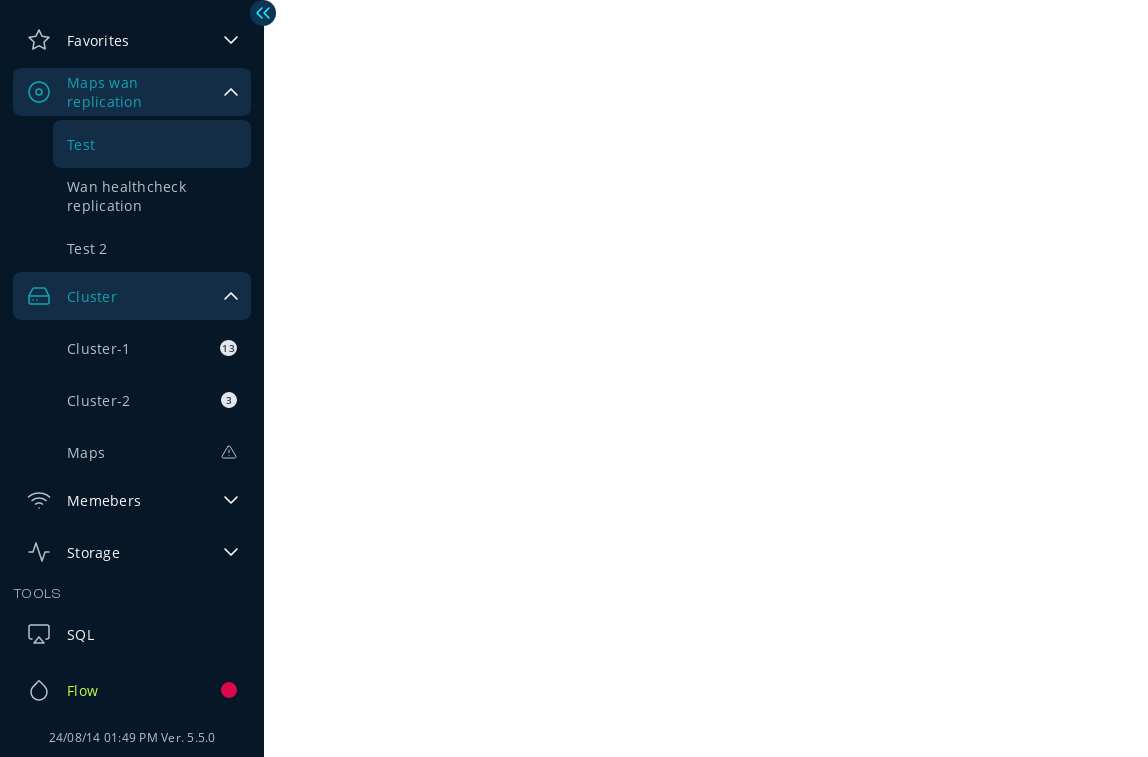 Favorites
Maps wan
replication
Test
Wan healthcheck
replication
Test 2
Cluster
Cluster-1
13
Cluster-2
3
Maps
Memebers
Storage
TOOLS
SQL
Flow
24/08/14 01:49 PM Ver. 5.5.0